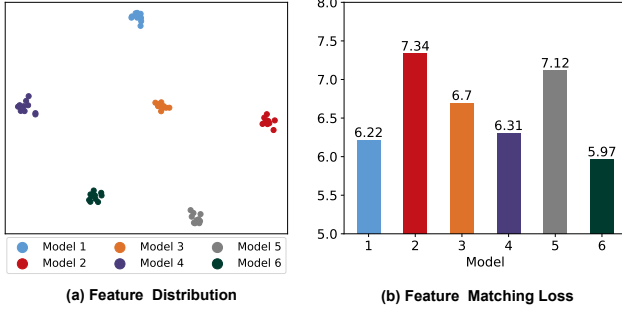 Model 1
Model 3
Model 5
Model 2
Model 4
Model 6
(a) Feature Distribution
8.0
7.5
7.0
6.5
6.0
5.5
5.0
6.22
7.34
6.7
6.31
7.12
5.97
1 2 3 4 5 6
Model
(b) Feature Matching Loss